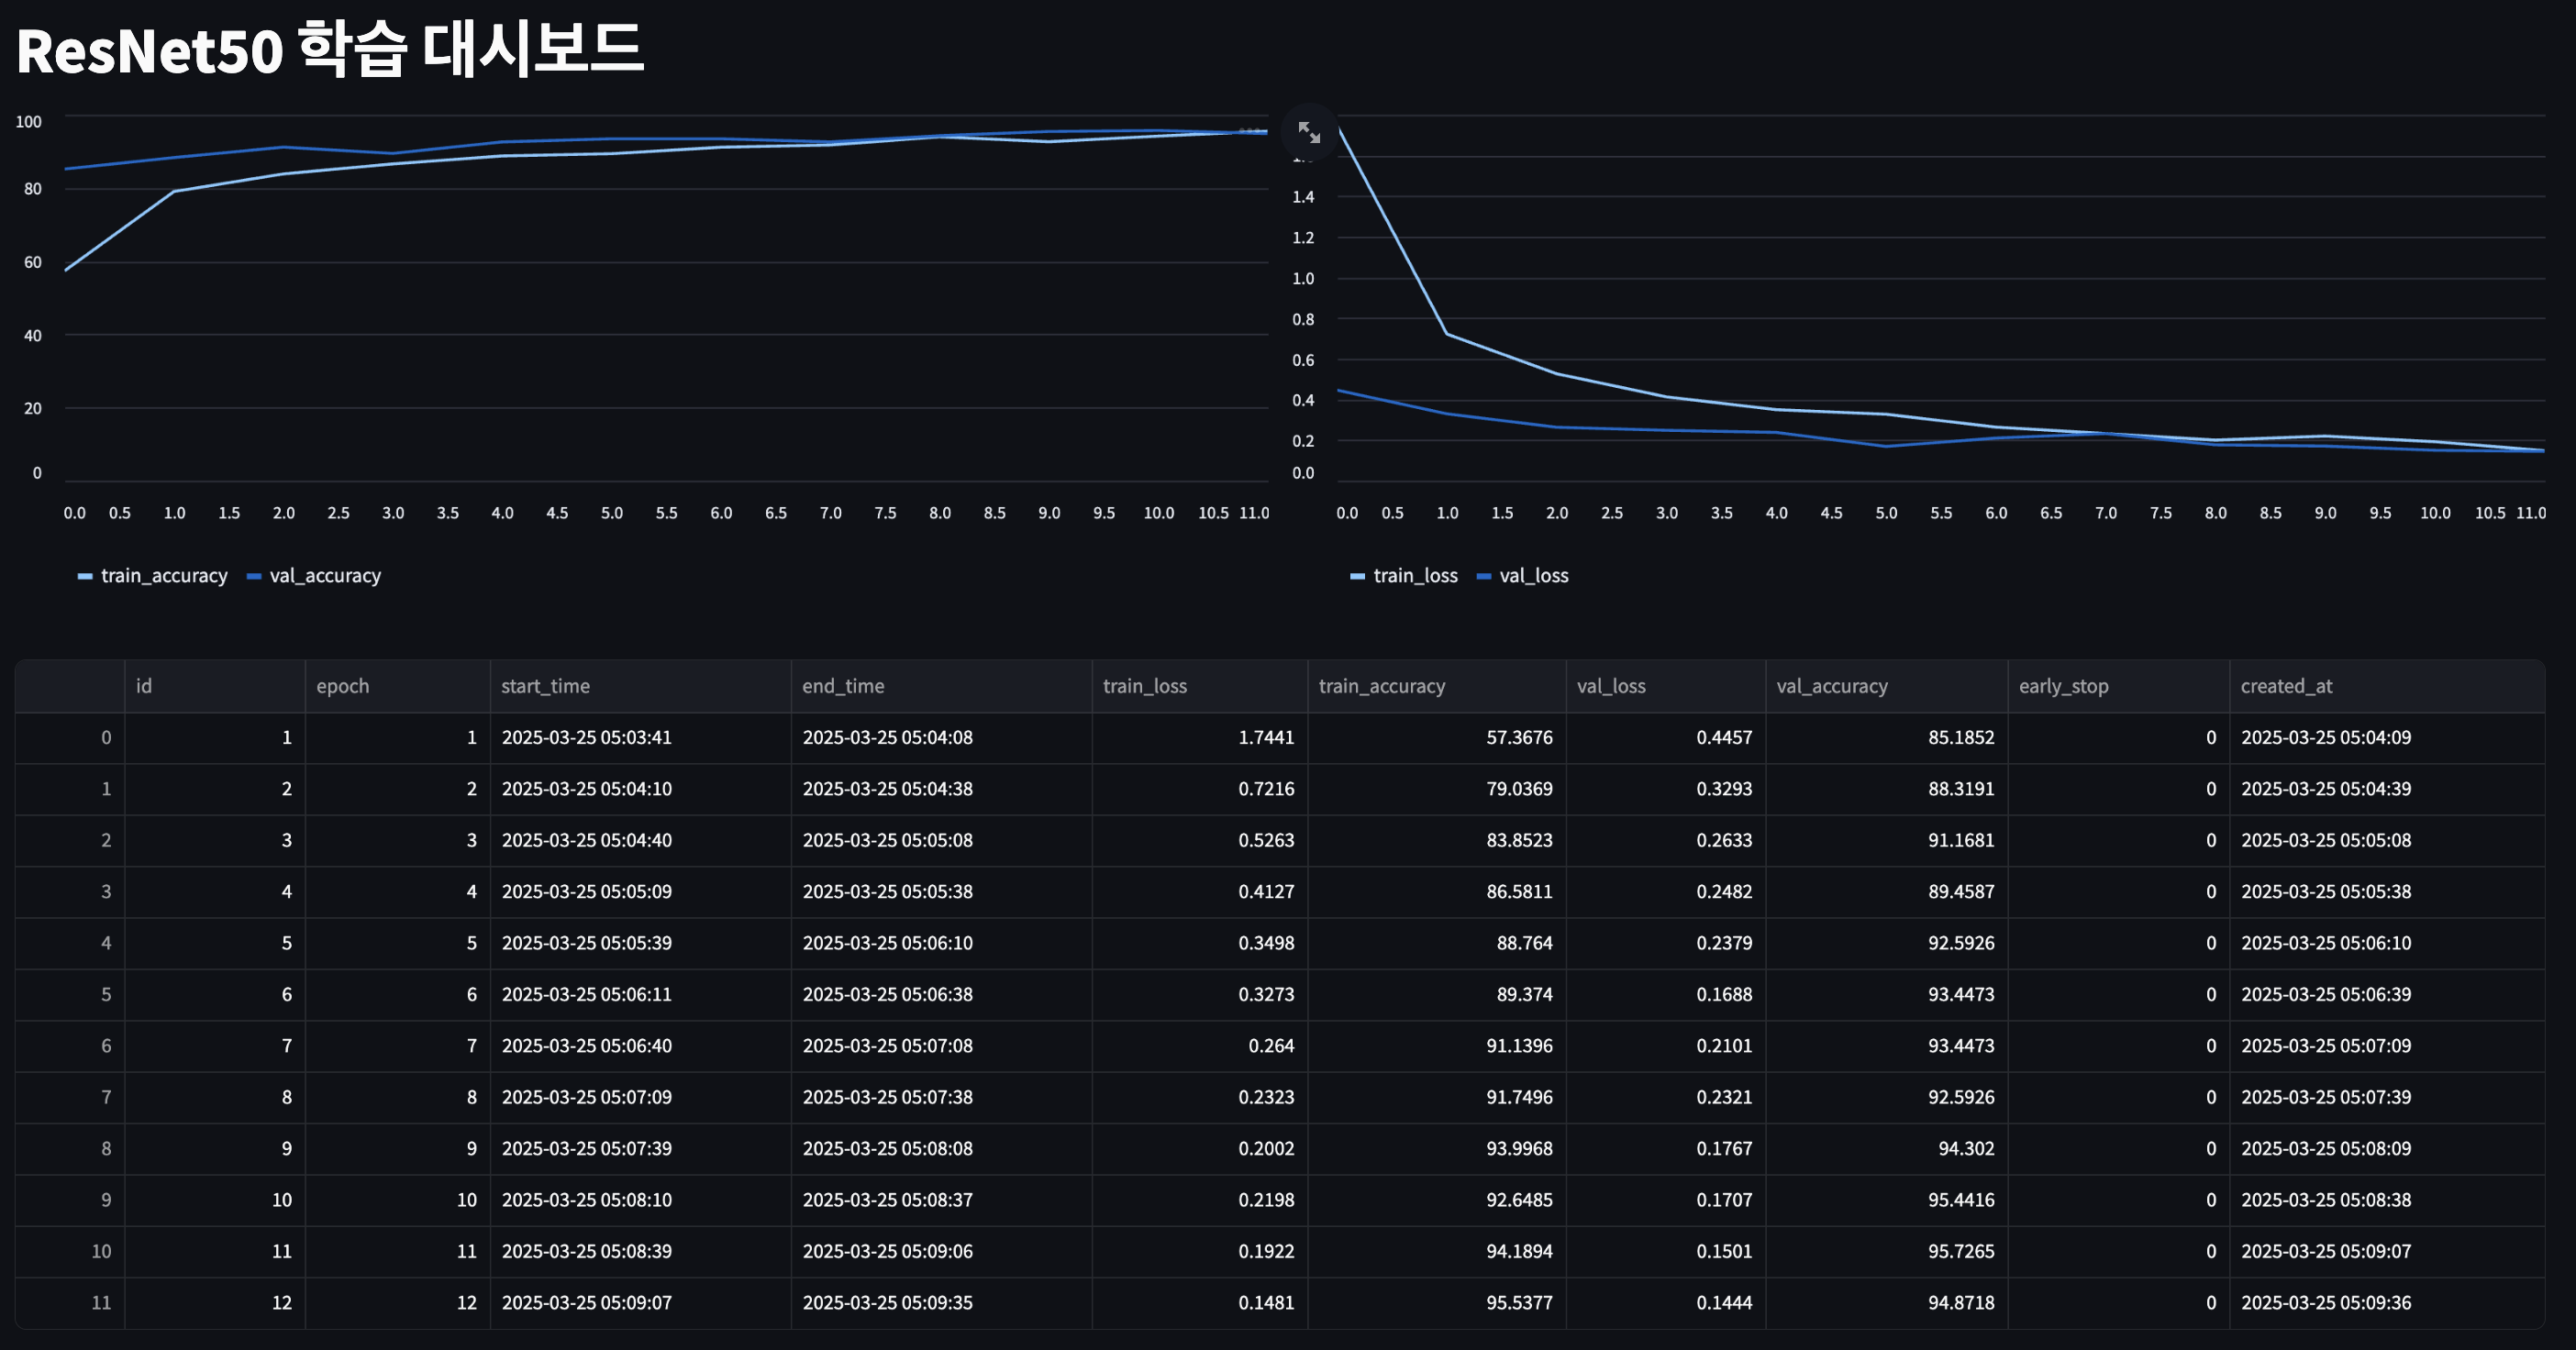 ResNet50 학습 대시보드
100
80
60
40
20
0
0.0 0.5 1.0 1.5 2.0 2.5 3.0 3.5 4.0 4.5 5.0 5.5 6.0 6.5 7.0 7.5 8.0 8.5 9.0 9.5 10.0 10.5 11.0
train_accuracy val_accuracy
1.4
1.2
1.0
0.8
0.6
0.4
0.2
0.0
0.0 0.5 1.0 1.5 2.0 2.5 3.0 3.5 4.0 4.5 5.0 5.5 6.0 6.5 7.0 7.5 8.0 8.5 9.0 9.5 10.0 10.5 11.0
train_loss val_loss
id epoch start_time end_time train_loss train_accuracy val_loss val_accuracy early_stop created_at
0 1 1 2025-03-25 05:03:41 2025-03-25 05:04:08 1.7441 57.3676 0.4457 85.1852 0 2025-03-25 05:04:09
1 2 2 2025-03-25 05:04:10 2025-03-25 05:04:38 0.7216 79.0369 0.3293 88.3191 0 2025-03-25 05:04:39
2 3 3 2025-03-25 05:04:40 2025-03-25 05:05:08 0.5263 83.8523 0.2633 91.1681 0 2025-03-25 05:05:08
3 4 4 2025-03-25 05:05:09 2025-03-25 05:05:38 0.4127 86.5811 0.2482 89.4587 0 2025-03-25 05:05:38
4 5 5 2025-03-25 05:05:39 2025-03-25 05:06:10 0.3498 88.764 0.2379 92.5926 0 2025-03-25 05:06:10
5 6 6 2025-03-25 05:06:11 2025-03-25 05:06:38 0.3273 89.374 0.1688 93.4473 0 2025-03-25 05:06:39
6 7 7 2025-03-25 05:06:40 2025-03-25 05:07:08 0.264 91.1396 0.2101 93.4473 0 2025-03-25 05:07:09
7 8 8 2025-03-25 05:07:09 2025-03-25 05:07:38 0.2323 91.7496 0.2321 92.5926 0 2025-03-25 05:07:39
8 9 9 2025-03-25 05:07:39 2025-03-25 05:08:08 0.2002 93.9968 0.1767 94.302 0 2025-03-25 05:08:09
9 10 10 2025-03-25 05:08:10 2025-03-25 05:08:37 0.2198 92.6485 0.1707 95.4416 0 2025-03-25 05:08:38
10 11 11 2025-03-25 05:08:39 2025-03-25 05:09:06 0.1922 94.1894 0.1501 95.7265 0 2025-03-25 05:09:07
11 12 12 2025-03-25 05:09:07 2025-03-25 05:09:35 0.1481 95.5377 0.1444 94.8718 0 2025-03-25 05:09:36